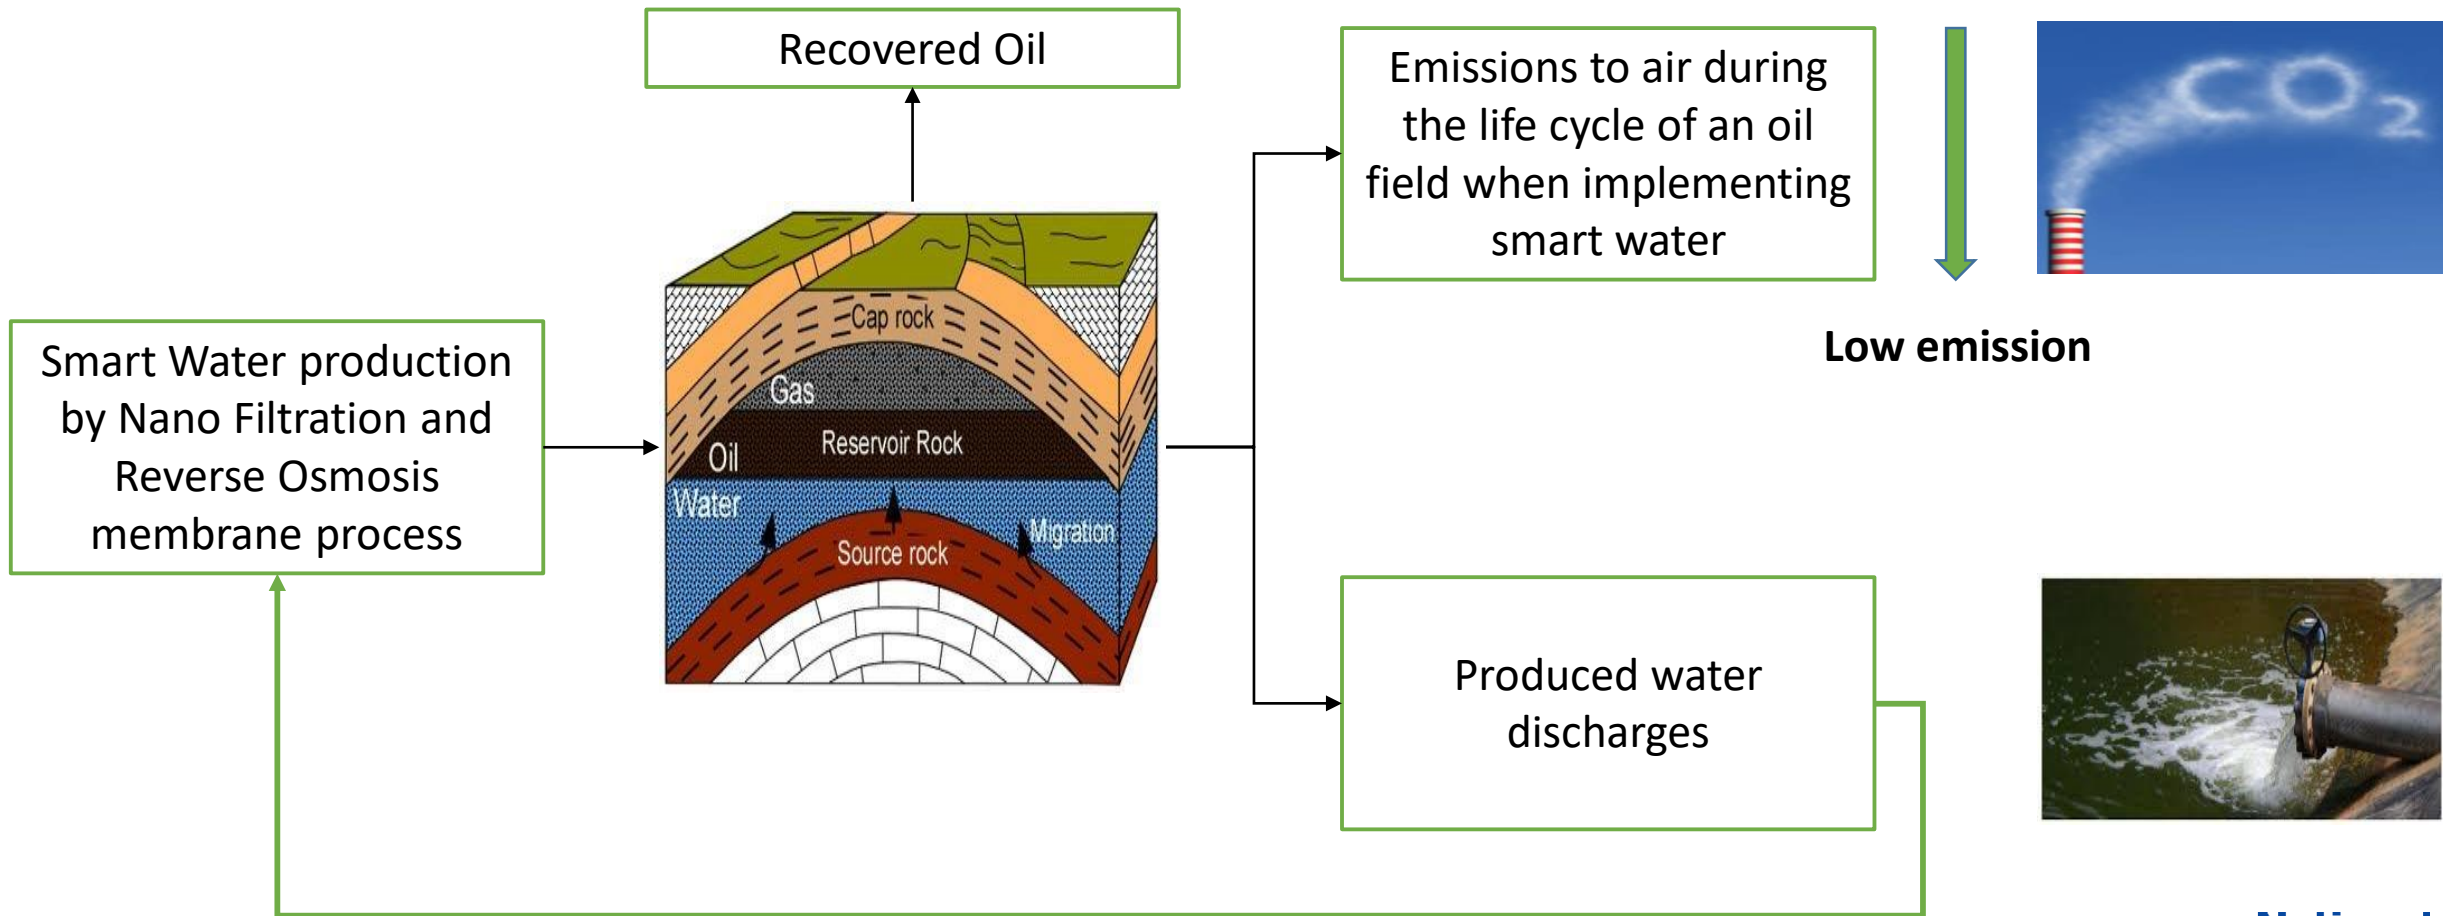 Recovered Oil
Emissions to air during
the life cycle of an oil
field when implementing
smart water
CO2
Low emission
Smart Water production
by Nano Filtration and
Reverse Osmosis
membrane process
Cap rock
Gas
Reservoir Rock
Oil
Water
Migration
Source rock
Produced water
discharges